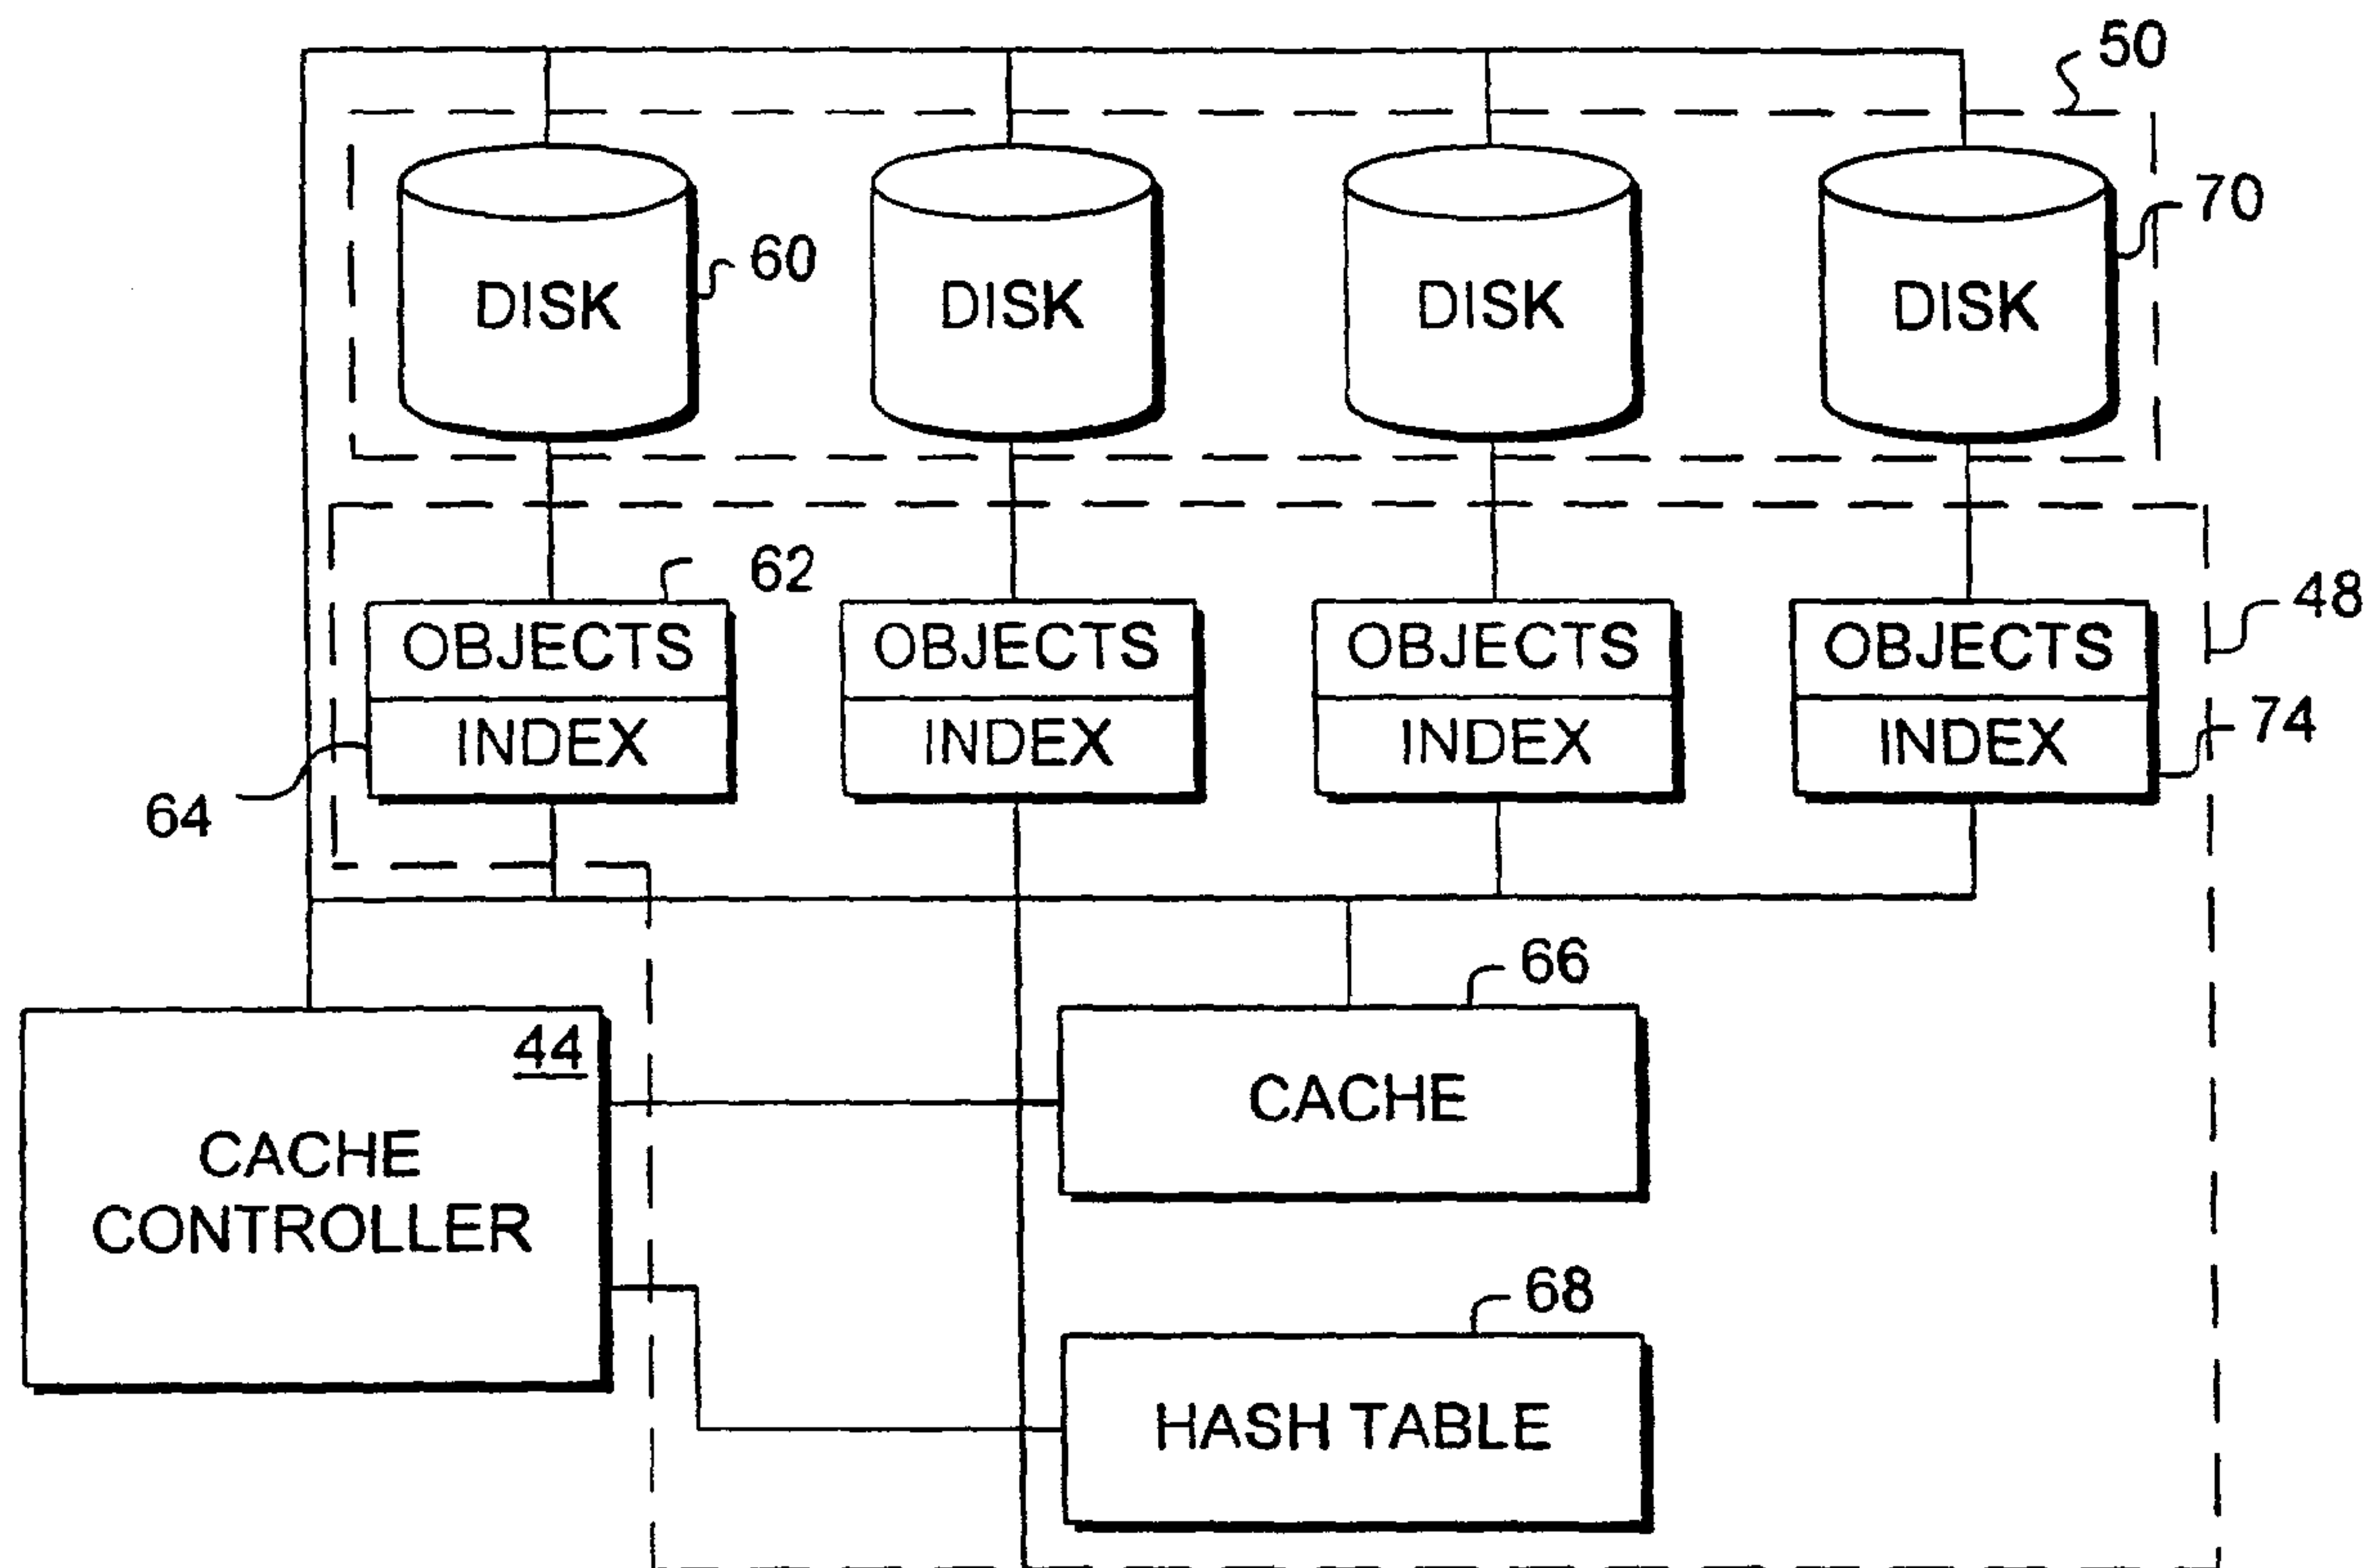 50
70
60
DISK DISK DISK DISK
62
48
OBJECTS OBJECTS OBJECTS OBJECTS
INDEX INDEX INDEX INDEX
74
64
66
44
CACHE
CACHE
CONTROLLER
68
HASH TABLE